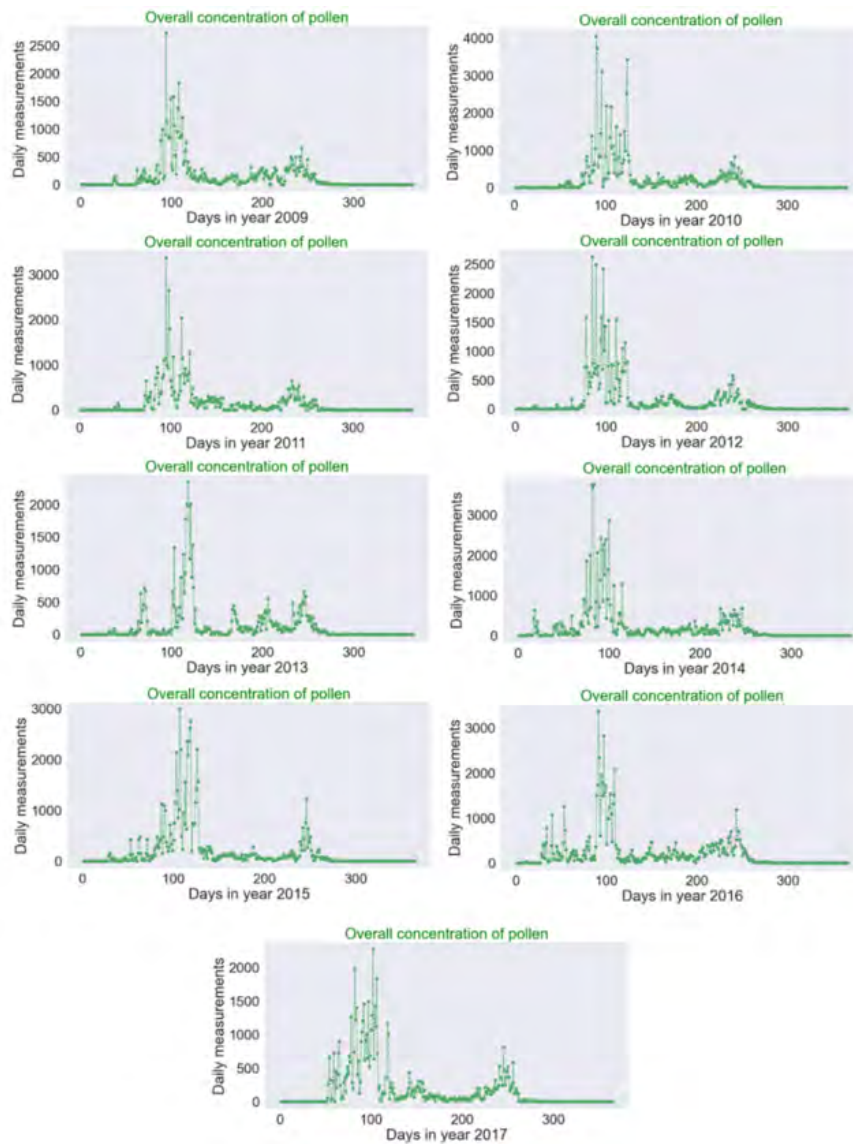 Overall concentration of pollen
Daily measurements
2500
2000
1500
1000
500
0
0 100 200 300
Days in year 2009
Overall concentration of pollen
Daily measurements
4000
3000
2000
1000
0
0 100 200 300
Days in year 2010
Overall concentration of pollen
Daily measurements
3000
2000
1000
0
0 100 200 300
Days in year 2011
Overall concentration of pollen
Daily measurements
2500
2000
1500
1000
500
0
0 100 200 300
Days in year 2012
Overall concentration of pollen
Daily measurements
2000
1500
1000
500
0
0 100 200 300
Days in year 2013
Overall concentration of pollen
Daily measurements
3000
2000
1000
0
0 100 200 300
Days in year 2014
Overall concentration of pollen
Daily measurements
3000
2000
1000
0
0 100 200 300
Days in year 2015
Overall concentration of pollen
Daily measurements
3000
2000
1000
0
0 100 200 300
Days in year 2016
Overall concentration of pollen
Daily measurements
2000
1500
1000
500
0
0 100 200 300
Days in year 2017